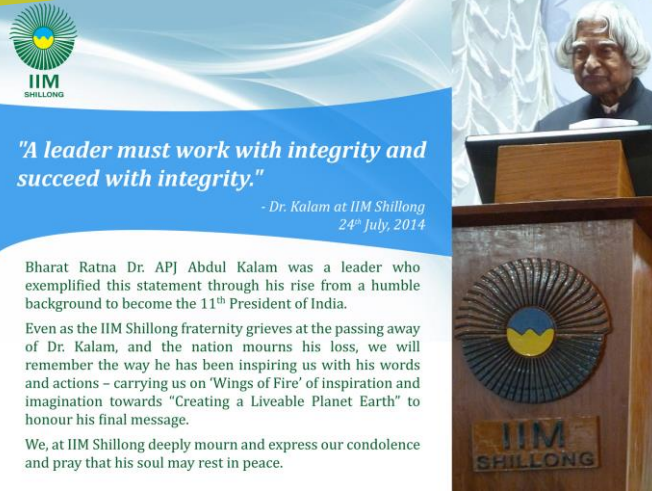 IIM
SHILLONG
"A leader must work with integrity and
succeed with integrity."
- Dr. Kalam at IIM Shillong
24th July, 2014
Bharat Ratna Dr. APJ Abdul Kalam was a leader who
exemplified this statement through his rise from a humble
background to become the 11th President of India.
Even as the IIM Shillong fraternity grieves at the passing away
of Dr. Kalam, and the nation mourns his loss, we will
remember the way he has been inspiring us with his words
and actions – carrying us on ‘Wings of Fire’ of inspiration and
imagination towards “Creating a Liveable Planet Earth” to
honour his final message.
We, at IIM Shillong deeply mourn and express our condolence
and pray that his soul may rest in peace.
IIM
SHILLONG